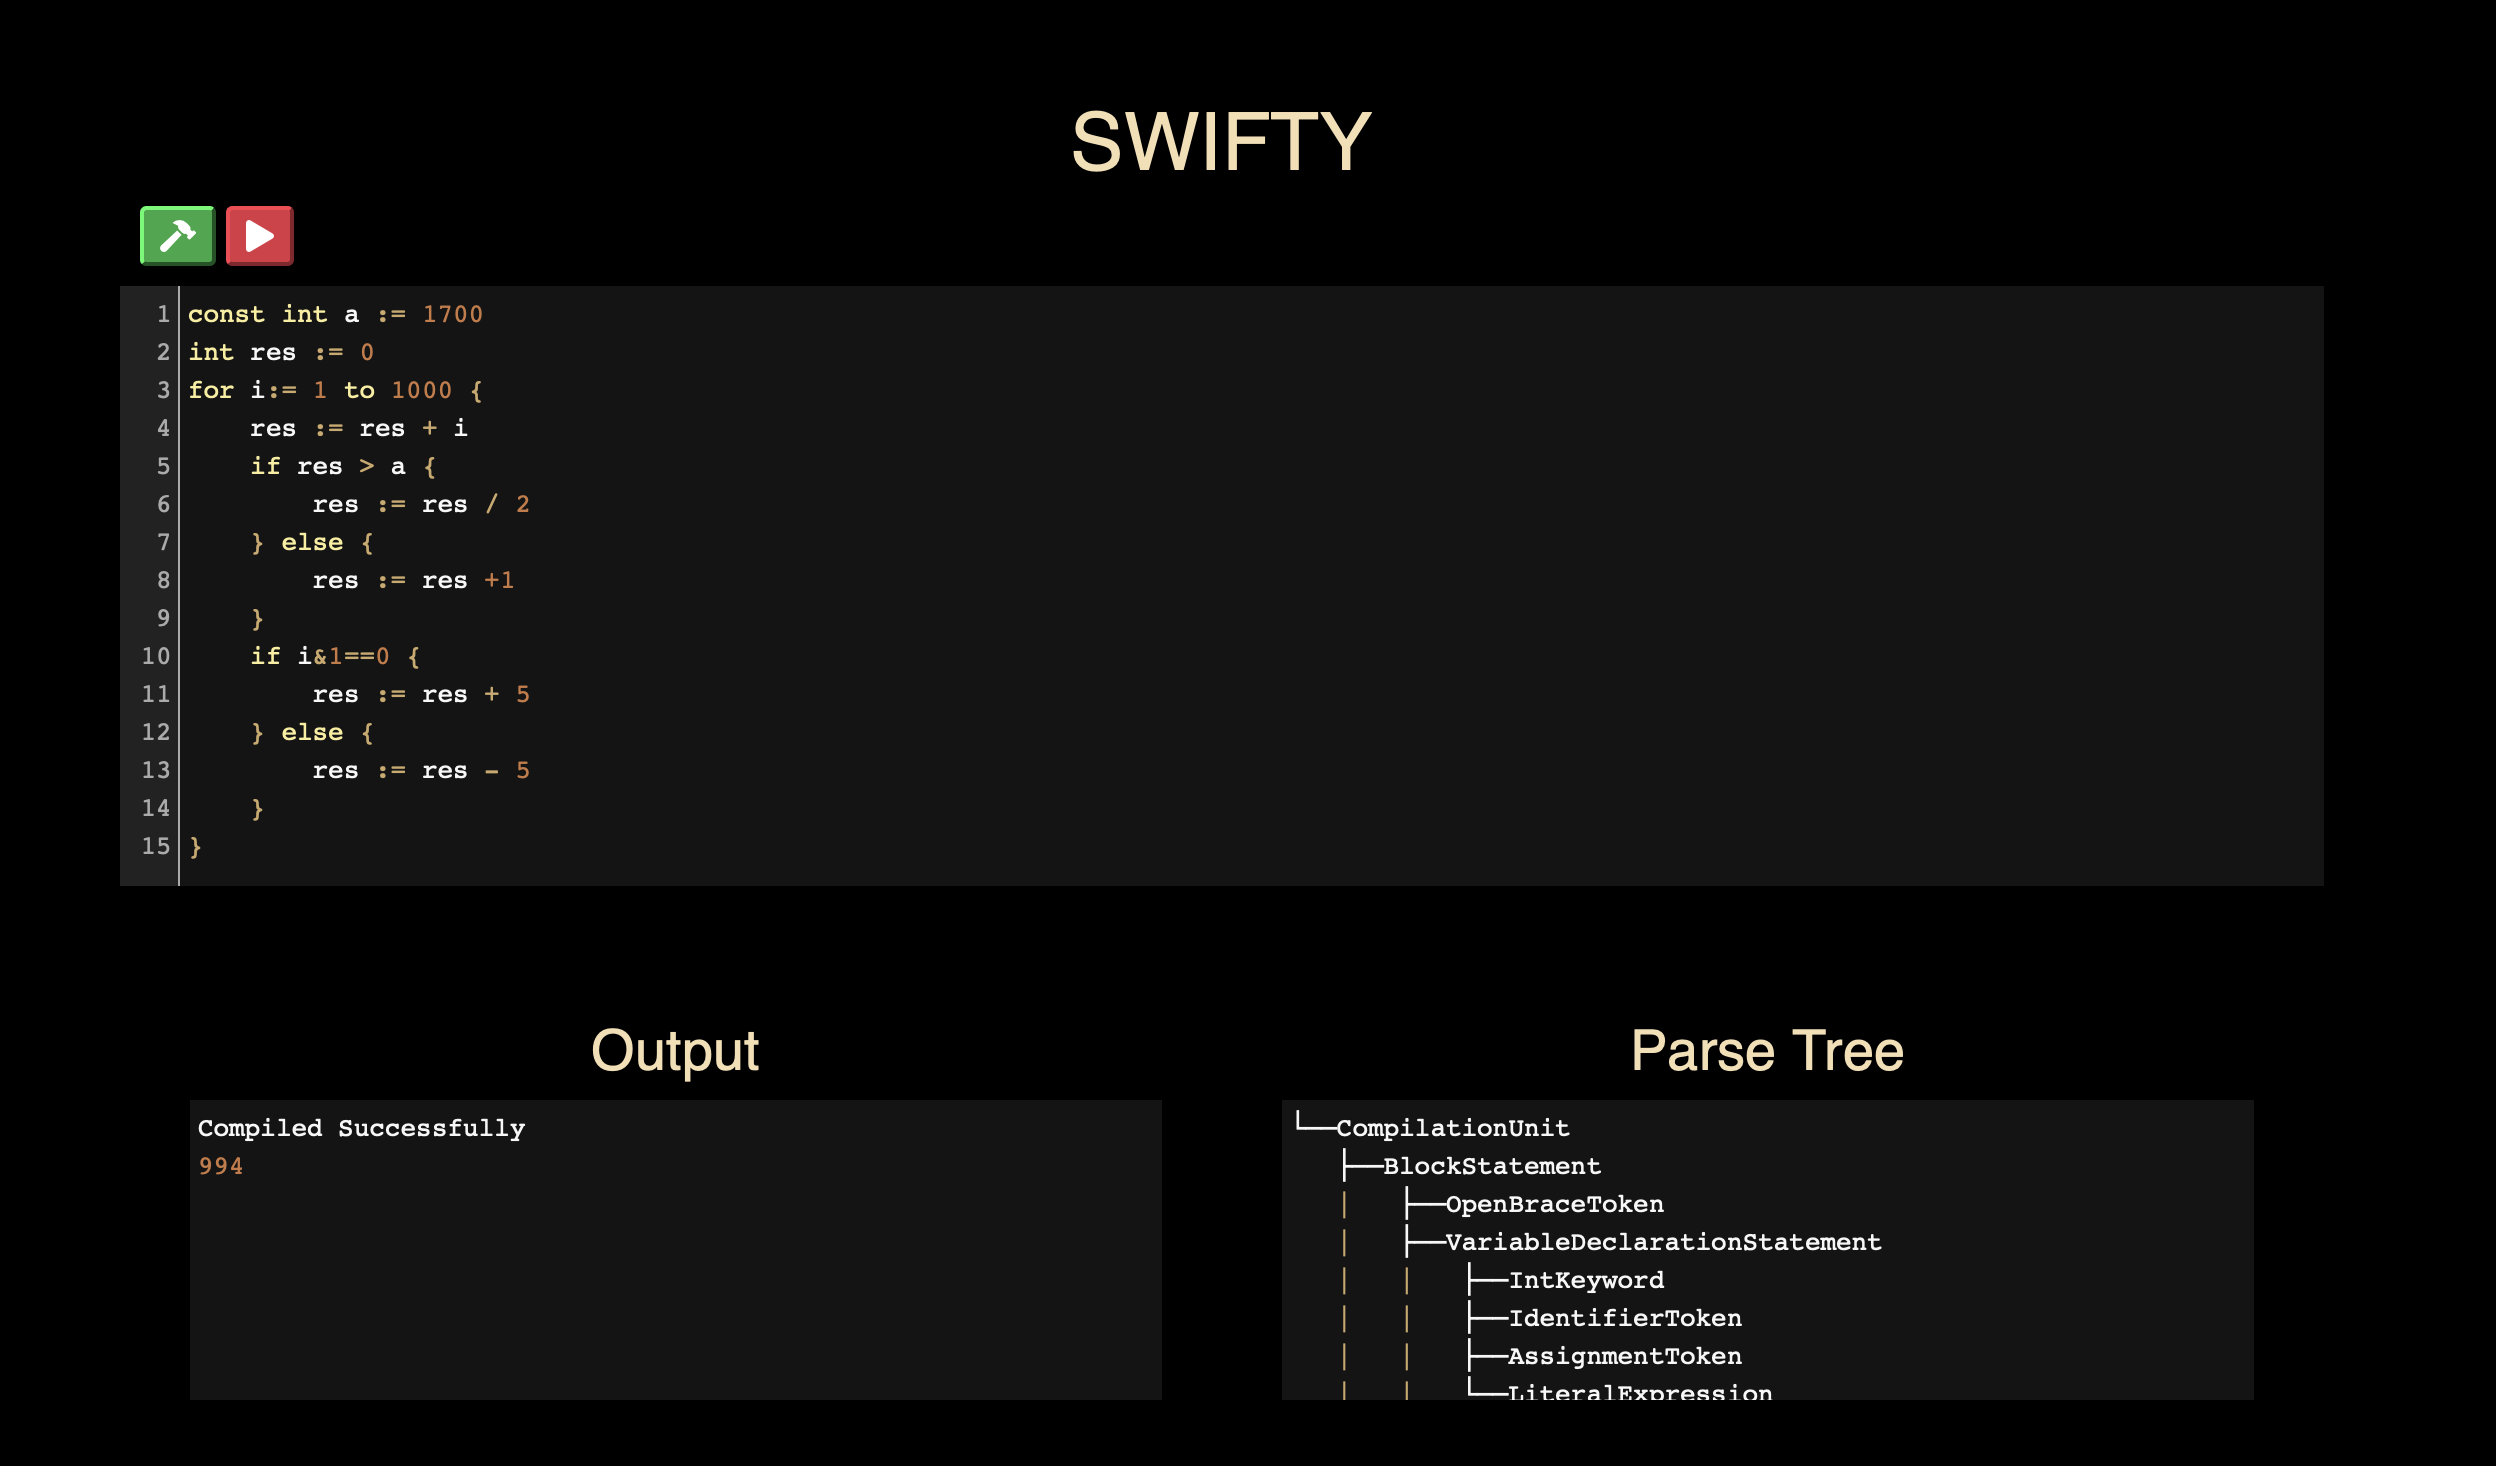 SWIFTY
1 const int a := 1700
2 int res := 0
3 for i:= 1 to 1000 {
4     res := res + i
5     if res > a {
6         res := res / 2
7     } else {
8         res := res +1
9     }
10     if i&1==0 {
11         res := res + 5
12     } else {
13         res := res - 5
14     }
15 }
Output
Compiled Successfully
994
Parse Tree
└──CompilationUnit
   ├──BlockStatement
   |   ├──OpenBraceToken
   |   ├──VariableDeclarationStatement
   |   |   ├──IntKeyword
   |   |   ├──IdentifierToken
   |   |   ├──AssignmentToken
   |   |   └──LiteralExpression